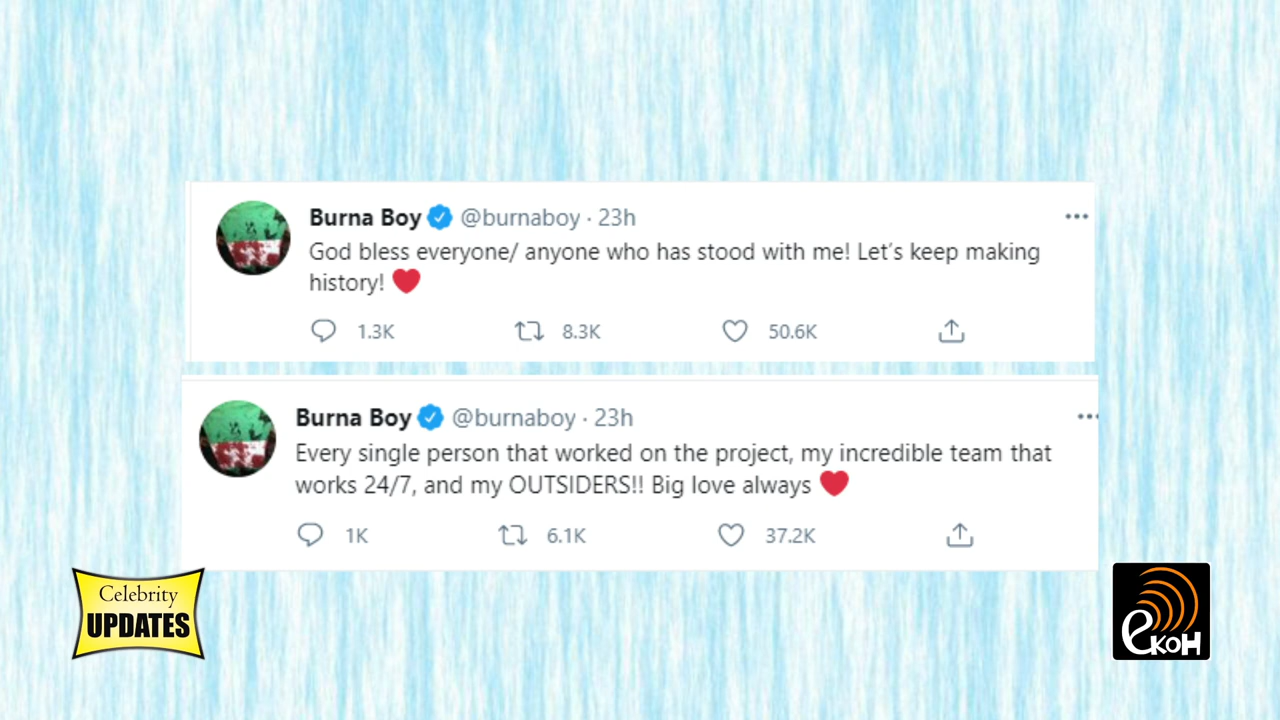 Burna Boy @burnaboy · 23h
God bless everyone/ anyone who has stood with me! Let’s keep making
history! ❤️
1.3K 8.3K 50.6K
Burna Boy @burnaboy · 23h
Every single person that worked on the project, my incredible team that
works 24/7, and my OUTSIDERS!! Big love always ❤️
1K 6.1K 37.2K
Celebrity
UPDATES
eKOH